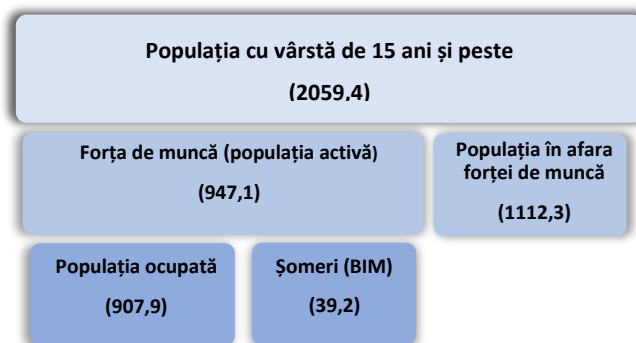 Populația cu vârstă de 15 ani și peste
(2059,4)
Forța de muncă (populația activă)
(947,1)
Populația în afara
forței de muncă
(1112,3)
Populația ocupată
(907,9)
Șomeri (BIM)
(39,2)